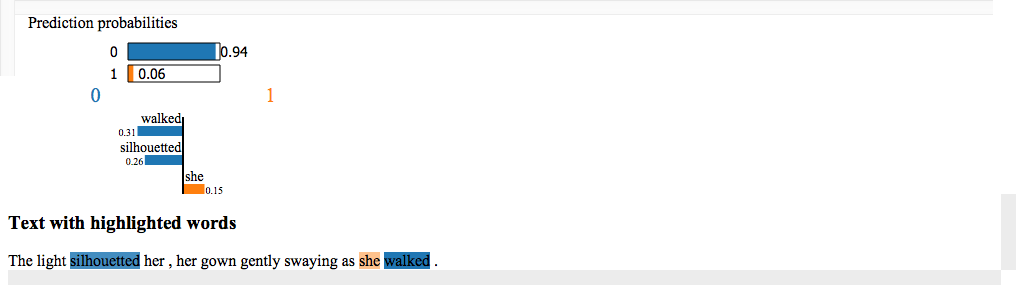 Prediction probabilities
0 0.94
1 0.06
0 1
walked
0.31
silhouetted
0.26
she
0.15
Text with highlighted words
The light silhouetted her , her gown gently swaying as she walked .